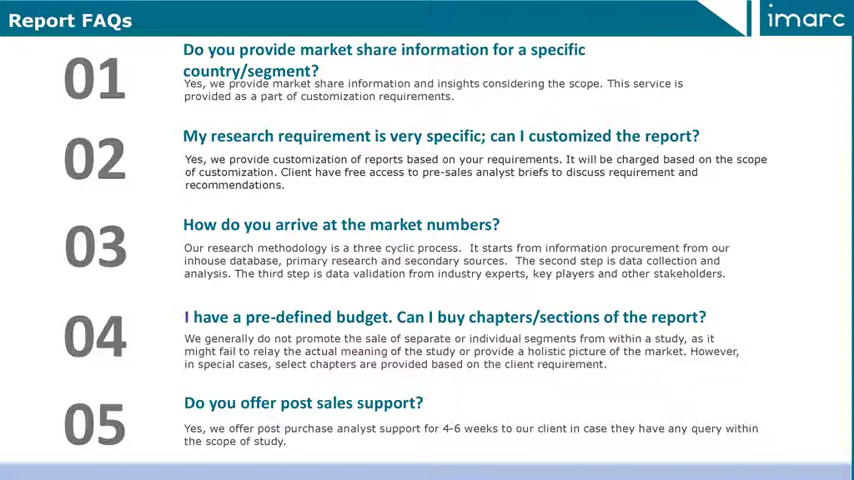 Report FAQs
imarc
01
Do you provide market share information for a specific
country/segment?
Yes, we provide market share information and insights considering the scope. This service is
provided as a part of customization requirements.
02
My research requirement is very specific; can I customized the report?
Yes, we provide customization of reports based on your requirements. It will be charged based on the scope
of customization. Client have free access to pre-sales analyst briefs to discuss requirement and
recommendations.
03
How do you arrive at the market numbers?
Our research methodology is a three cyclic process. It starts from information procurement from our
inhouse database, primary research and secondary sources. The second step is data collection and
analysis. The third step is data validation from industry experts, key players and other stakeholders.
04
I have a pre-defined budget. Can I buy chapters/sections of the report?
We generally do not promote the sale of separate or individual segments from within a study, as it
might fail to relay the actual meaning of the study or provide a holistic picture of the market. However,
in special cases, select chapters are provided based on the client requirement.
05
Do you offer post sales support?
Yes, we offer post purchase analyst support for 4-6 weeks to our client in case they have any query within
the scope of study.